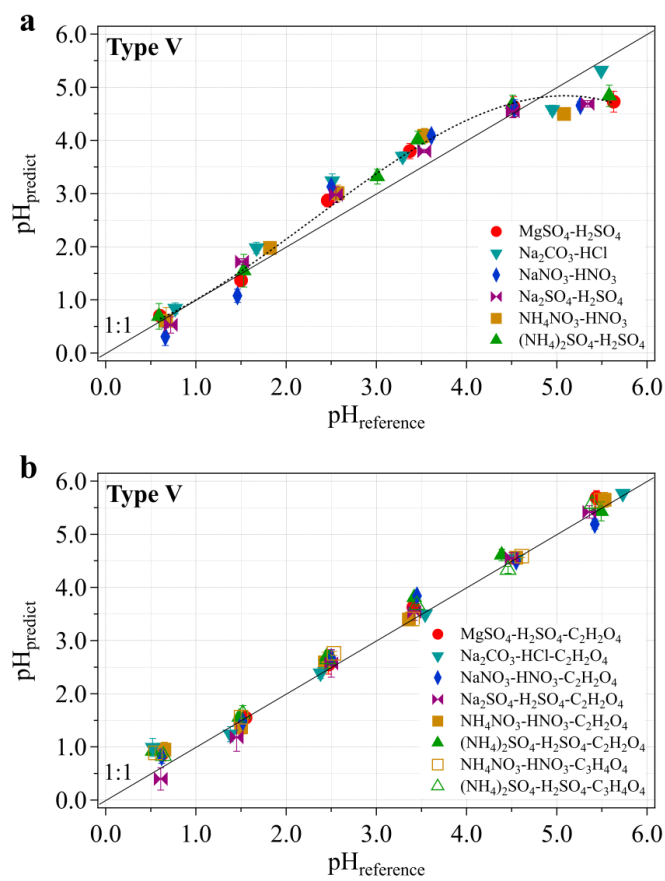 a
Type V
6.0
5.0
4.0
3.0
2.0
1.0
0.0
pH_predict
1:1
MgSO₄-H₂SO₄
Na₂CO₃-HCl
NaNO₃-HNO₃
Na₂SO₄-H₂SO₄
NH₄NO₃-HNO₃
(NH₄)₂SO₄-H₂SO₄
0.0 1.0 2.0 3.0 4.0 5.0 6.0
pH_reference
b
Type V
6.0
5.0
4.0
3.0
2.0
1.0
0.0
pH_predict
1:1
MgSO₄-H₂SO₄-C₂H₂O₄
Na₂CO₃-HCl-C₂H₂O₄
NaNO₃-HNO₃-C₂H₂O₄
Na₂SO₄-H₂SO₄-C₂H₂O₄
NH₄NO₃-HNO₃-C₂H₂O₄
(NH₄)₂SO₄-H₂SO₄-C₂H₂O₄
NH₄NO₃-HNO₃-C₃H₄O₄
(NH₄)₂SO₄-H₂SO₄-C₃H₄O₄
0.0 1.0 2.0 3.0 4.0 5.0 6.0
pH_reference